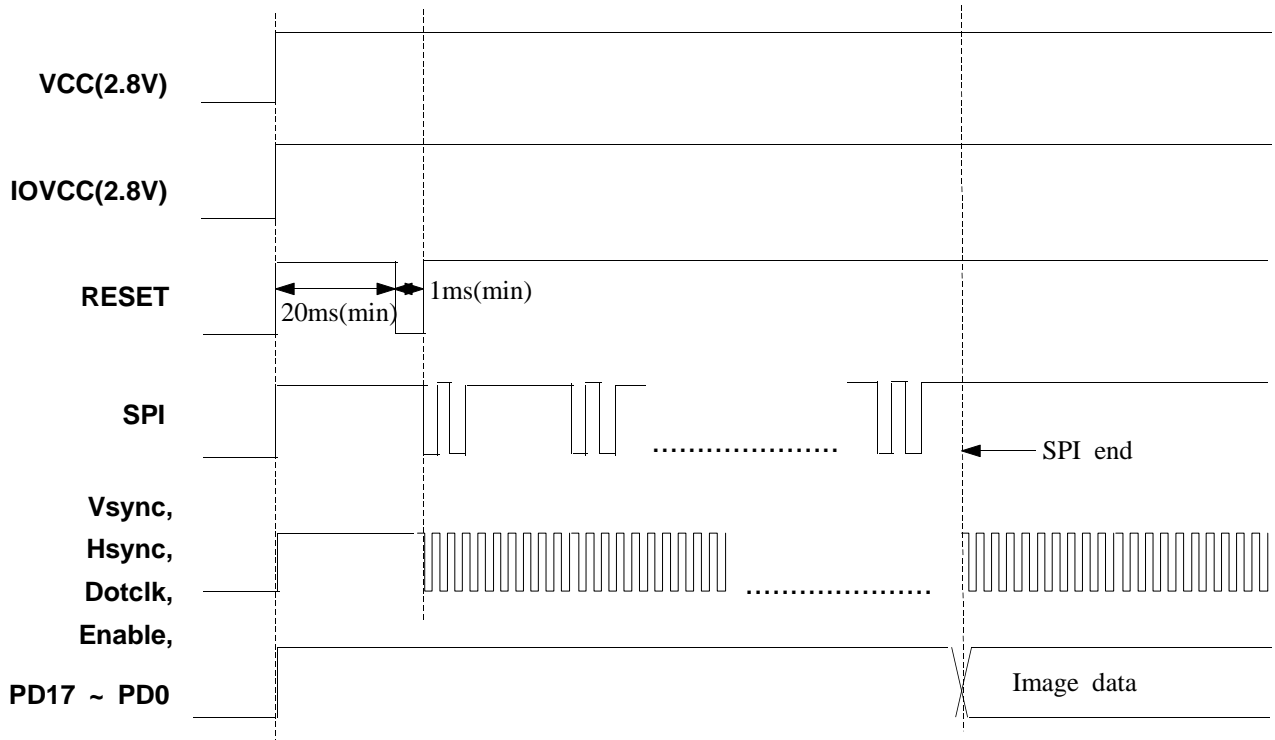 VCC(2.8V)
IOVCC(2.8V)
RESET
20ms(min)
1ms(min)
SPI
SPI end
Vsync,
Hsync,
Dotclk,
Enable,
PD17 ~ PD0
Image data